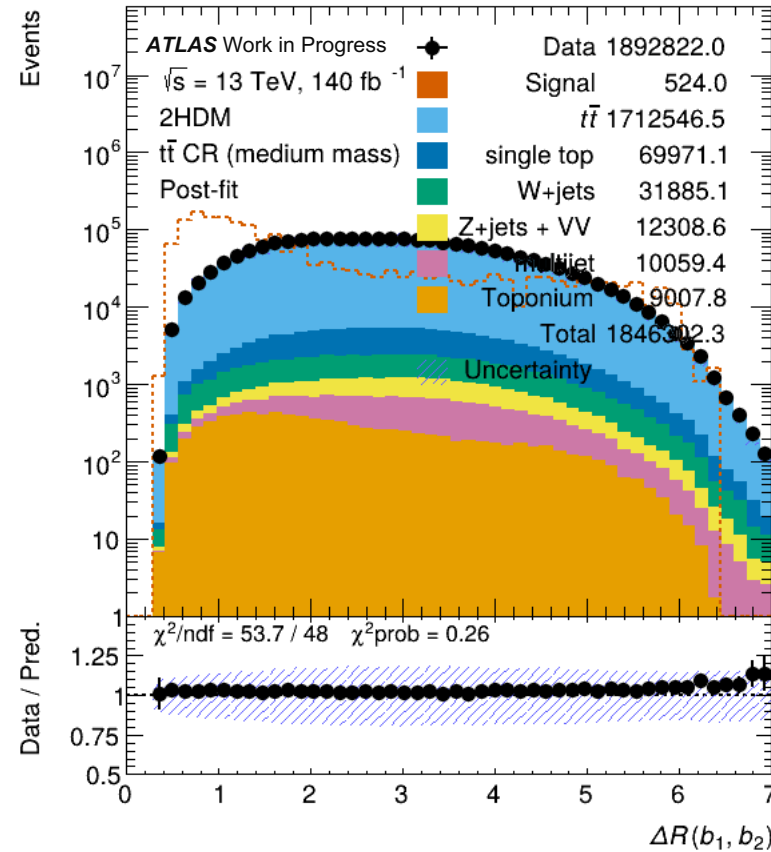 Events
ATLAS Work in Progress
√s = 13 TeV, 140 fb -1
2HDM
tt̄ CR (medium mass)
Post-fit
Data 1892822.0
Signal 524.0
tt̄ 1712546.5
single top 69971.1
W+jets 31885.1
Z+jets + VV 12308.6
multijet 10059.4
Toponium 9007.8
Total 1846302.3
Uncertainty
10⁷
10⁶
10⁵
10⁴
10³
10²
10
1
χ²/ndf = 53.7 / 48 χ²prob = 0.26
Data / Pred.
1.25
1
0.75
0.5
0 1 2 3 4 5 6 7
ΔR(b₁, b₂)